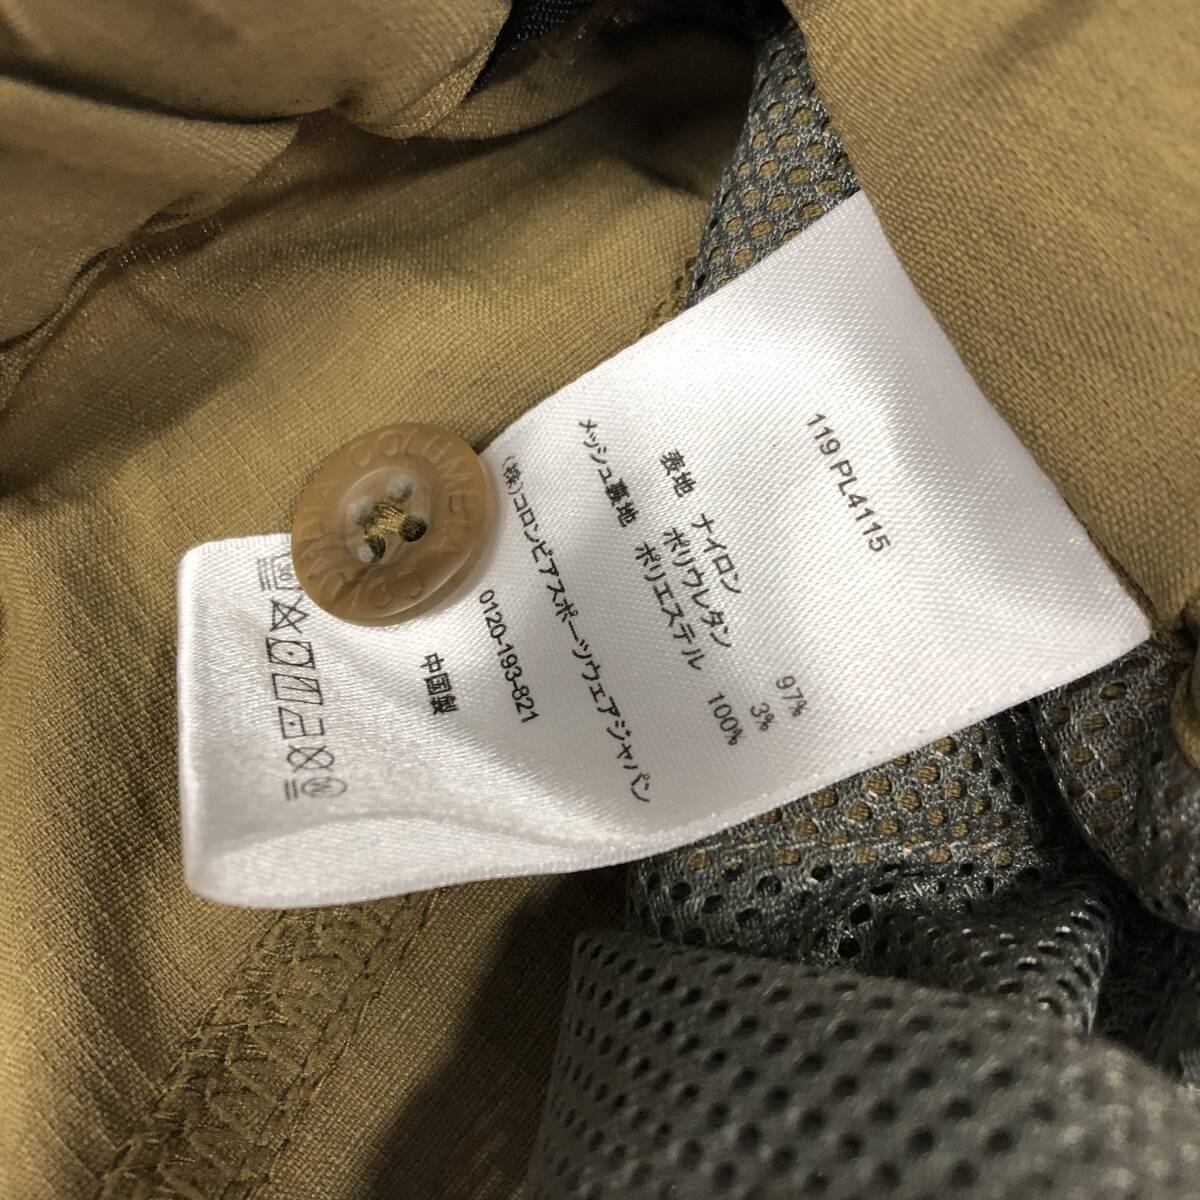 119 PL4115
表地 ナイロン 97%
ポリウレタン 3%
メッシュ裏地 ポリエステル 100%
(株)コロンビアスポーツウェアジャパン
0120-193-821
中国製
COLUMBIA